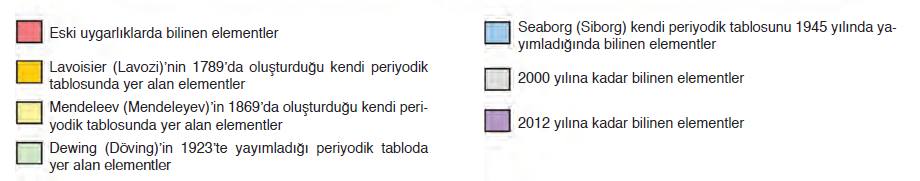 Eski uygarlıklarda bilinen elementler
Lavoisier (Lavozi)'nin 1789'da oluşturduğu kendi periyodik
tablosunda yer alan elementler
Mendeleev (Mendeleyev)'in 1869'da oluşturduğu kendi peri-
yodik tablosunda yer alan elementler
Dewing (Döving)'in 1923'te yayımladığı periyodik tabloda
yer alan elementler
Seaborg (Siborg) kendi periyodik tablosunu 1945 yılında ya-
yımladığında bilinen elementler
2000 yılına kadar bilinen elementler
2012 yılına kadar bilinen elementler